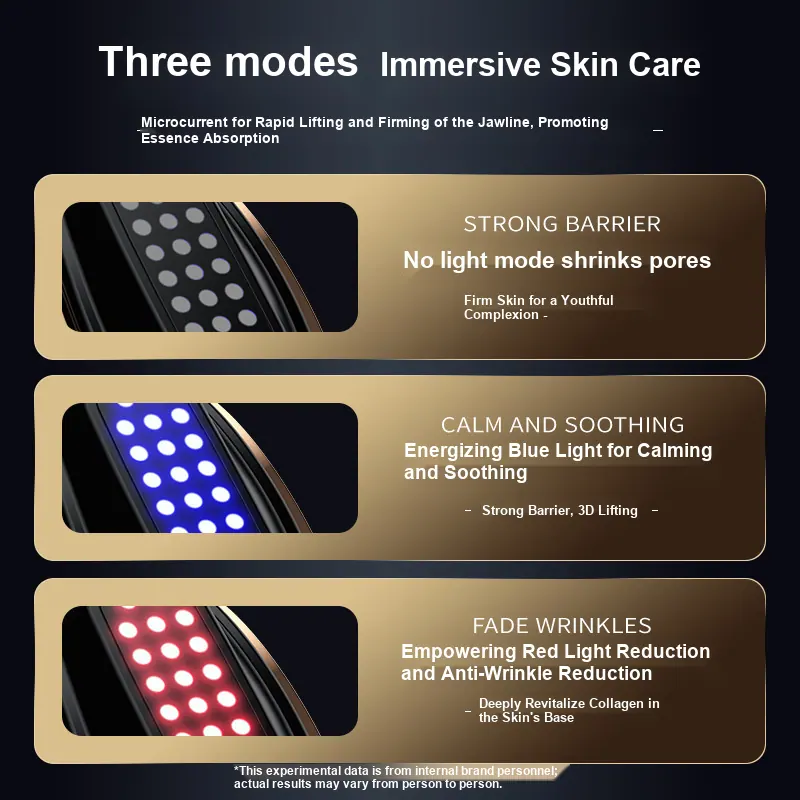 Three modes Immersive Skin Care
Microcurrent for Rapid Lifting and Firming of the Jawline, Promoting
Essence Absorption
STRONG BARRIER
No light mode shrinks pores
Firm Skin for a Youthful
Complexion -
CALM AND SOOTHING
Energizing Blue Light for Calming
and Soothing
- Strong Barrier, 3D Lifting -
FADE WRINKLES
Empowering Red Light Reduction
and Anti-Wrinkle Reduction
- Deeply Revitalize Collagen in
the Skin's Base
*This experimental data is from internal brand personnel;
actual results may vary from person to person.